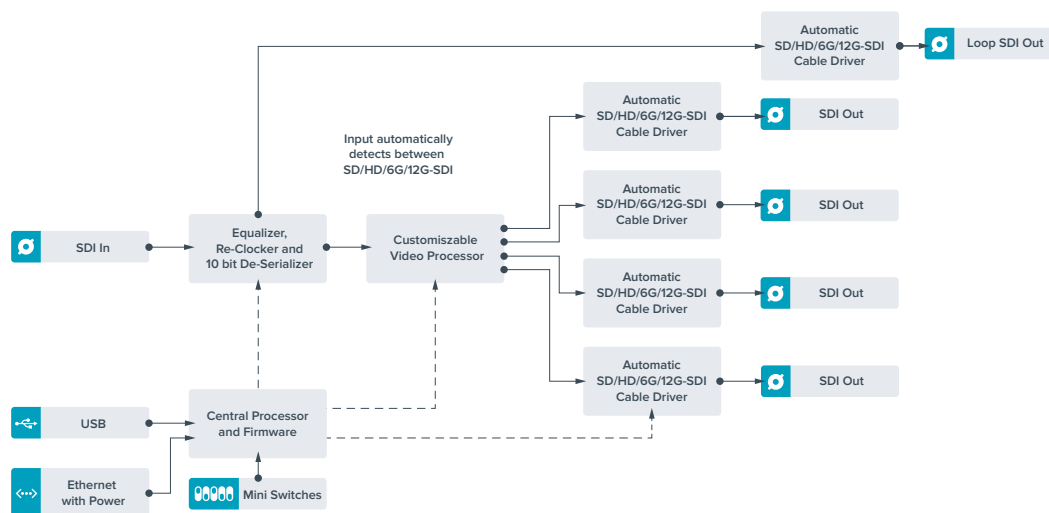 Automatic
SD/HD/6G/12G-SDI
Cable Driver
Loop SDI Out
Automatic
SD/HD/6G/12G-SDI
Cable Driver
SDI Out
Input automatically
detects between
SD/HD/6G/12G-SDI
Automatic
SD/HD/6G/12G-SDI
Cable Driver
SDI Out
SDI In
Equalizer,
Re-Clocker and
10 bit De-Serializer
Customiszable
Video Processor
Automatic
SD/HD/6G/12G-SDI
Cable Driver
SDI Out
Automatic
SD/HD/6G/12G-SDI
Cable Driver
SDI Out
USB
Central Processor
and Firmware
Ethernet
with Power
Mini Switches